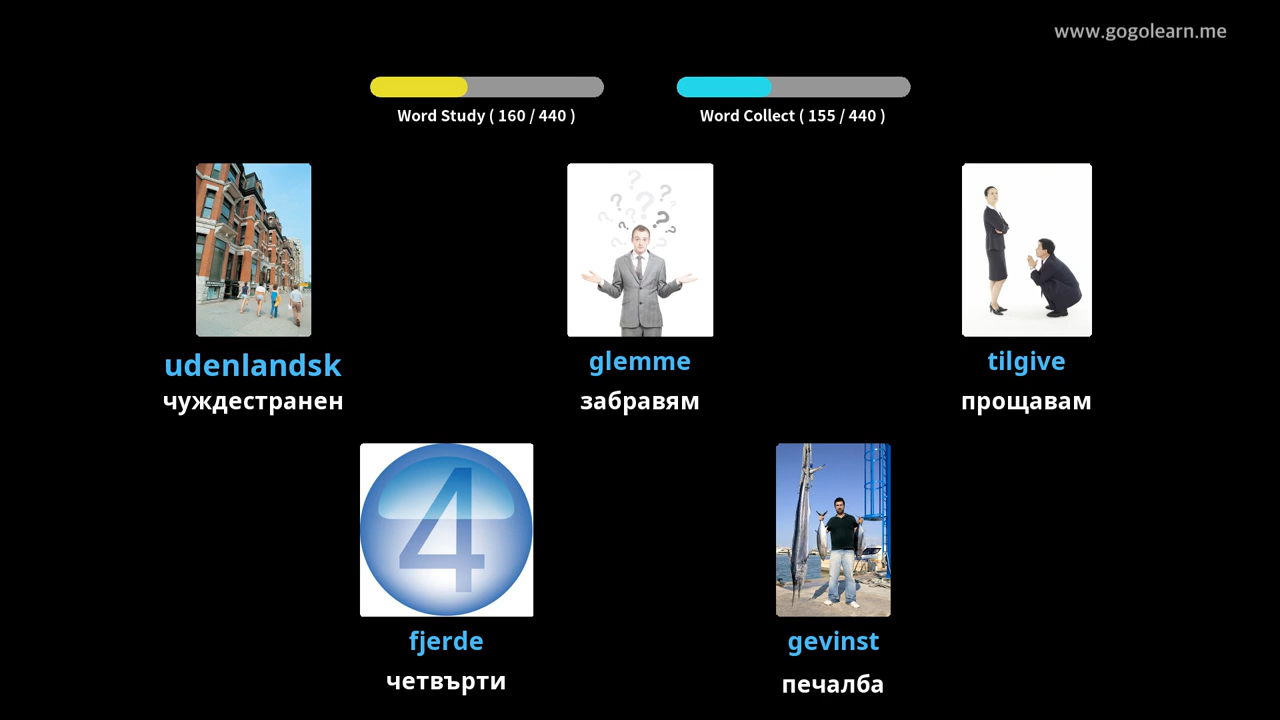 www.gogolearn.me
Word Study ( 160 / 440 )
Word Collect ( 155 / 440 )
udenlandsk
чуждестранен
glemme
забравям
tilgive
прощавам
4
fjerde
четвърти
gevinst
печалба